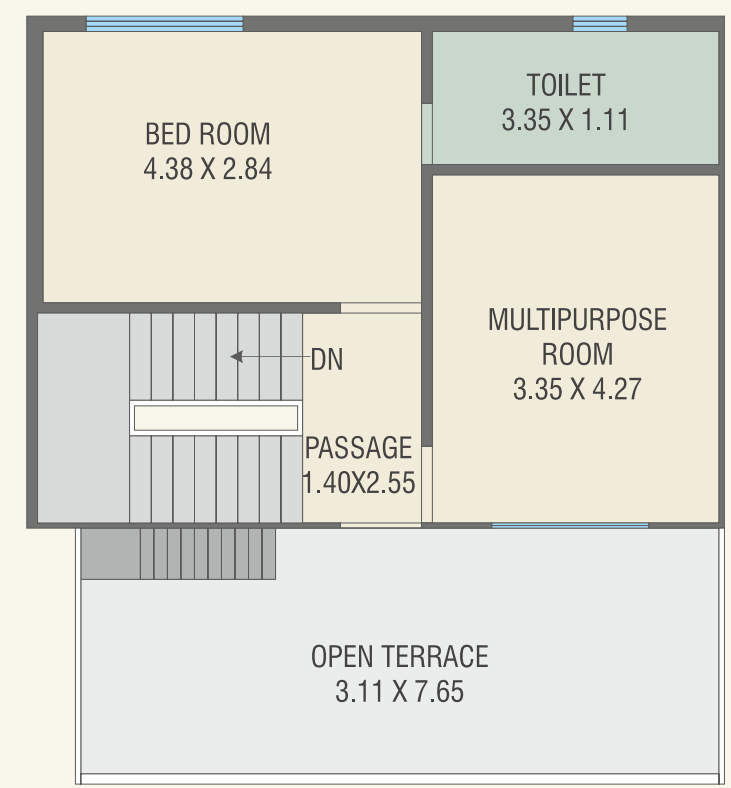 TOILET
3.35 X 1.11
BED ROOM
4.38 X 2.84
MULTIPURPOSE
ROOM
3.35 X 4.27
DN
PASSAGE
1.40X2.55
OPEN TERRACE
3.11 X 7.65